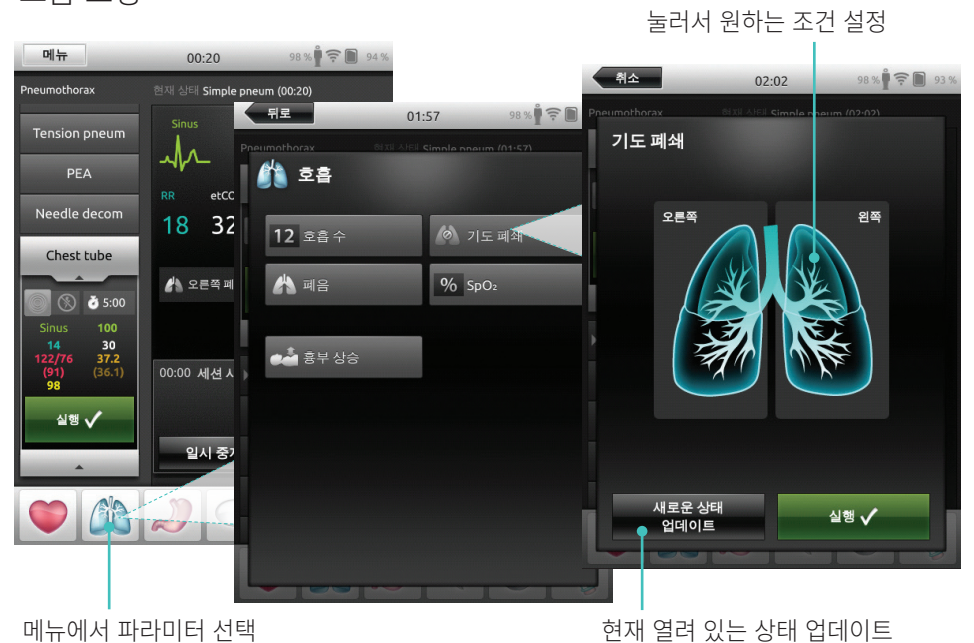 눌러서 원하는 조건 설정
메뉴
00:20
98 %
94 %
Pneumothorax
현재 상태 Simple pneum (00:20)
Tension pneum
PEA
Needle decom
Chest tube
5:00
Sinus 100
14 30
122/76 37.2
(91) (36.1)
98
실행
Sinus
RR etCC
18 32
오른쪽 폐
00:00 세션 시
일시 중지
뒤로
01:57
98 %
Pneumothorax
현재 상태 Simple pneum (01:57)
호흡
12 호흡 수
기도 폐쇄
폐음
% SpO₂
흉부 상승
취소
02:02
98 %
93 %
Pneumothorax
현재 상태 Simple pneum (02:02)
기도 폐쇄
오른쪽
왼쪽
새로운 상태
업데이트
실행
메뉴에서 파라미터 선택
현재 열려 있는 상태 업데이트